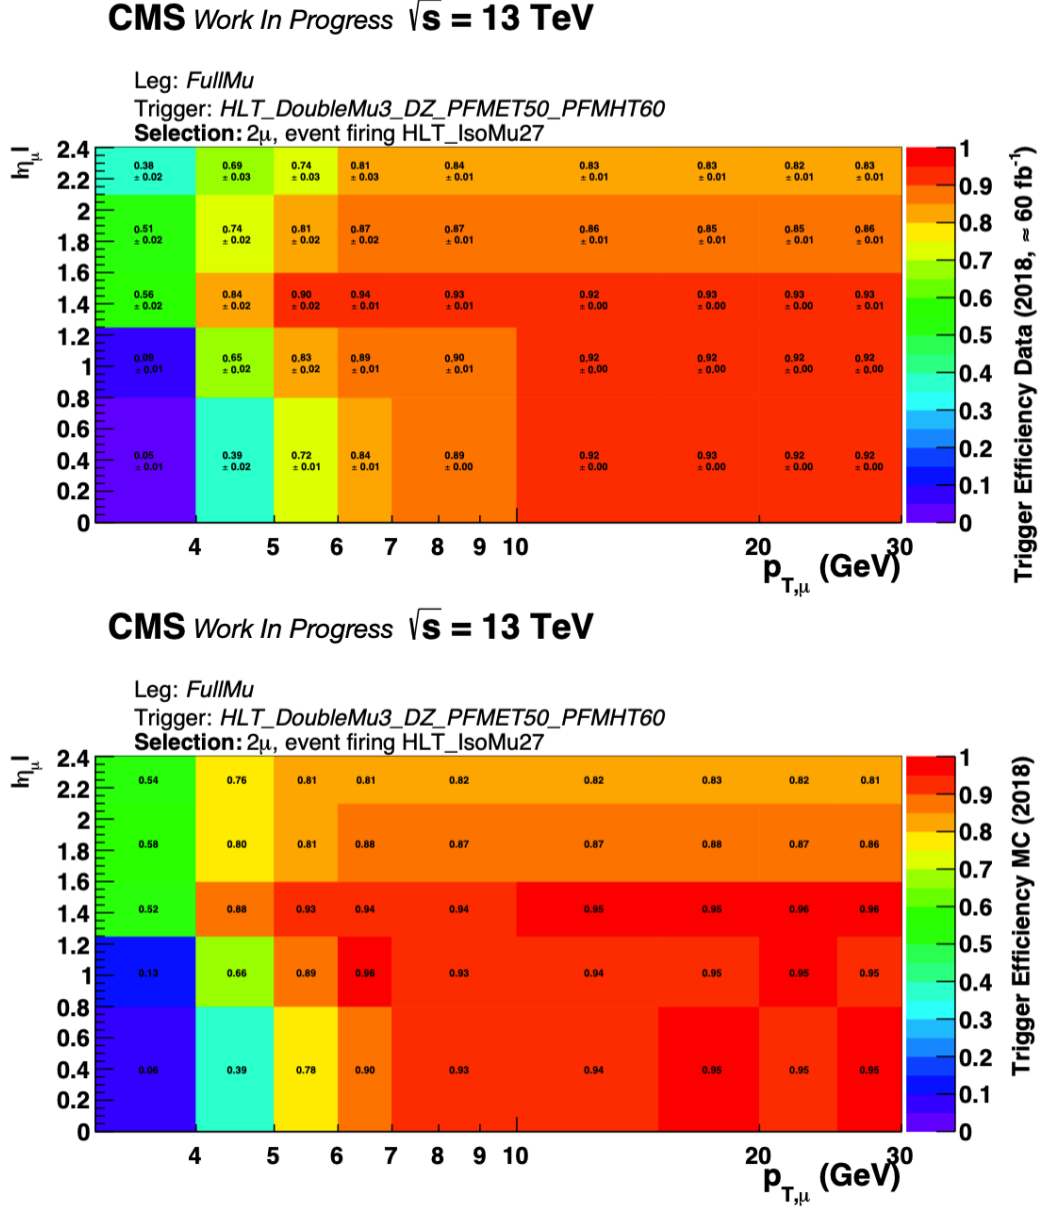 CMS Work In Progress √s = 13 TeV
Leg: FullMu
Trigger: HLT_DoubleMu3_DZ_PFMET50_PFMHT60
Selection: 2μ, event firing HLT_IsoMu27
|η_μ|
2.4
2.2
2
1.8
1.6
1.4
1.2
1
0.8
0.6
0.4
0.2
0
0.38 0.69 0.74 0.81 0.84 0.83 0.83 0.82 0.83
± 0.02 ± 0.03 ± 0.03 ± 0.03 ± 0.01 ± 0.01 ± 0.01 ± 0.01 ± 0.01
0.51 0.74 0.81 0.87 0.87 0.86 0.85 0.85 0.86
± 0.02 ± 0.02 ± 0.02 ± 0.02 ± 0.01 ± 0.01 ± 0.01 ± 0.01 ± 0.01
0.56 0.84 0.90 0.94 0.93 0.92 0.93 0.93 0.93
± 0.02 ± 0.02 ± 0.02 ± 0.01 ± 0.01 ± 0.00 ± 0.00 ± 0.00 ± 0.01
0.09 0.65 0.83 0.89 0.90 0.92 0.92 0.92 0.92
± 0.01 ± 0.02 ± 0.02 ± 0.01 ± 0.01 ± 0.00 ± 0.00 ± 0.00 ± 0.00
0.05 0.39 0.72 0.84 0.89 0.92 0.93 0.92 0.92
± 0.01 ± 0.02 ± 0.01 ± 0.01 ± 0.00 ± 0.00 ± 0.00 ± 0.00 ± 0.00
4 5 6 7 8 9 10 20 30
p_T,μ (GeV)
1
0.9
0.8
0.7
0.6
0.5
0.4
0.3
0.2
0.1
0
Trigger Efficiency Data (2018, ≈ 60 fb⁻¹)
CMS Work In Progress √s = 13 TeV
Leg: FullMu
Trigger: HLT_DoubleMu3_DZ_PFMET50_PFMHT60
Selection: 2μ, event firing HLT_IsoMu27
|η_μ|
2.4
2.2
2
1.8
1.6
1.4
1.2
1
0.8
0.6
0.4
0.2
0
0.54 0.76 0.81 0.81 0.82 0.82 0.83 0.82 0.81
0.58 0.80 0.81 0.88 0.87 0.87 0.88 0.87 0.86
0.52 0.88 0.93 0.94 0.94 0.95 0.95 0.96 0.96
0.13 0.66 0.89 0.96 0.93 0.94 0.95 0.95 0.95
0.06 0.39 0.78 0.90 0.93 0.94 0.95 0.95 0.95
4 5 6 7 8 9 10 20 30
p_T,μ (GeV)
1
0.9
0.8
0.7
0.6
0.5
0.4
0.3
0.2
0.1
0
Trigger Efficiency MC (2018)